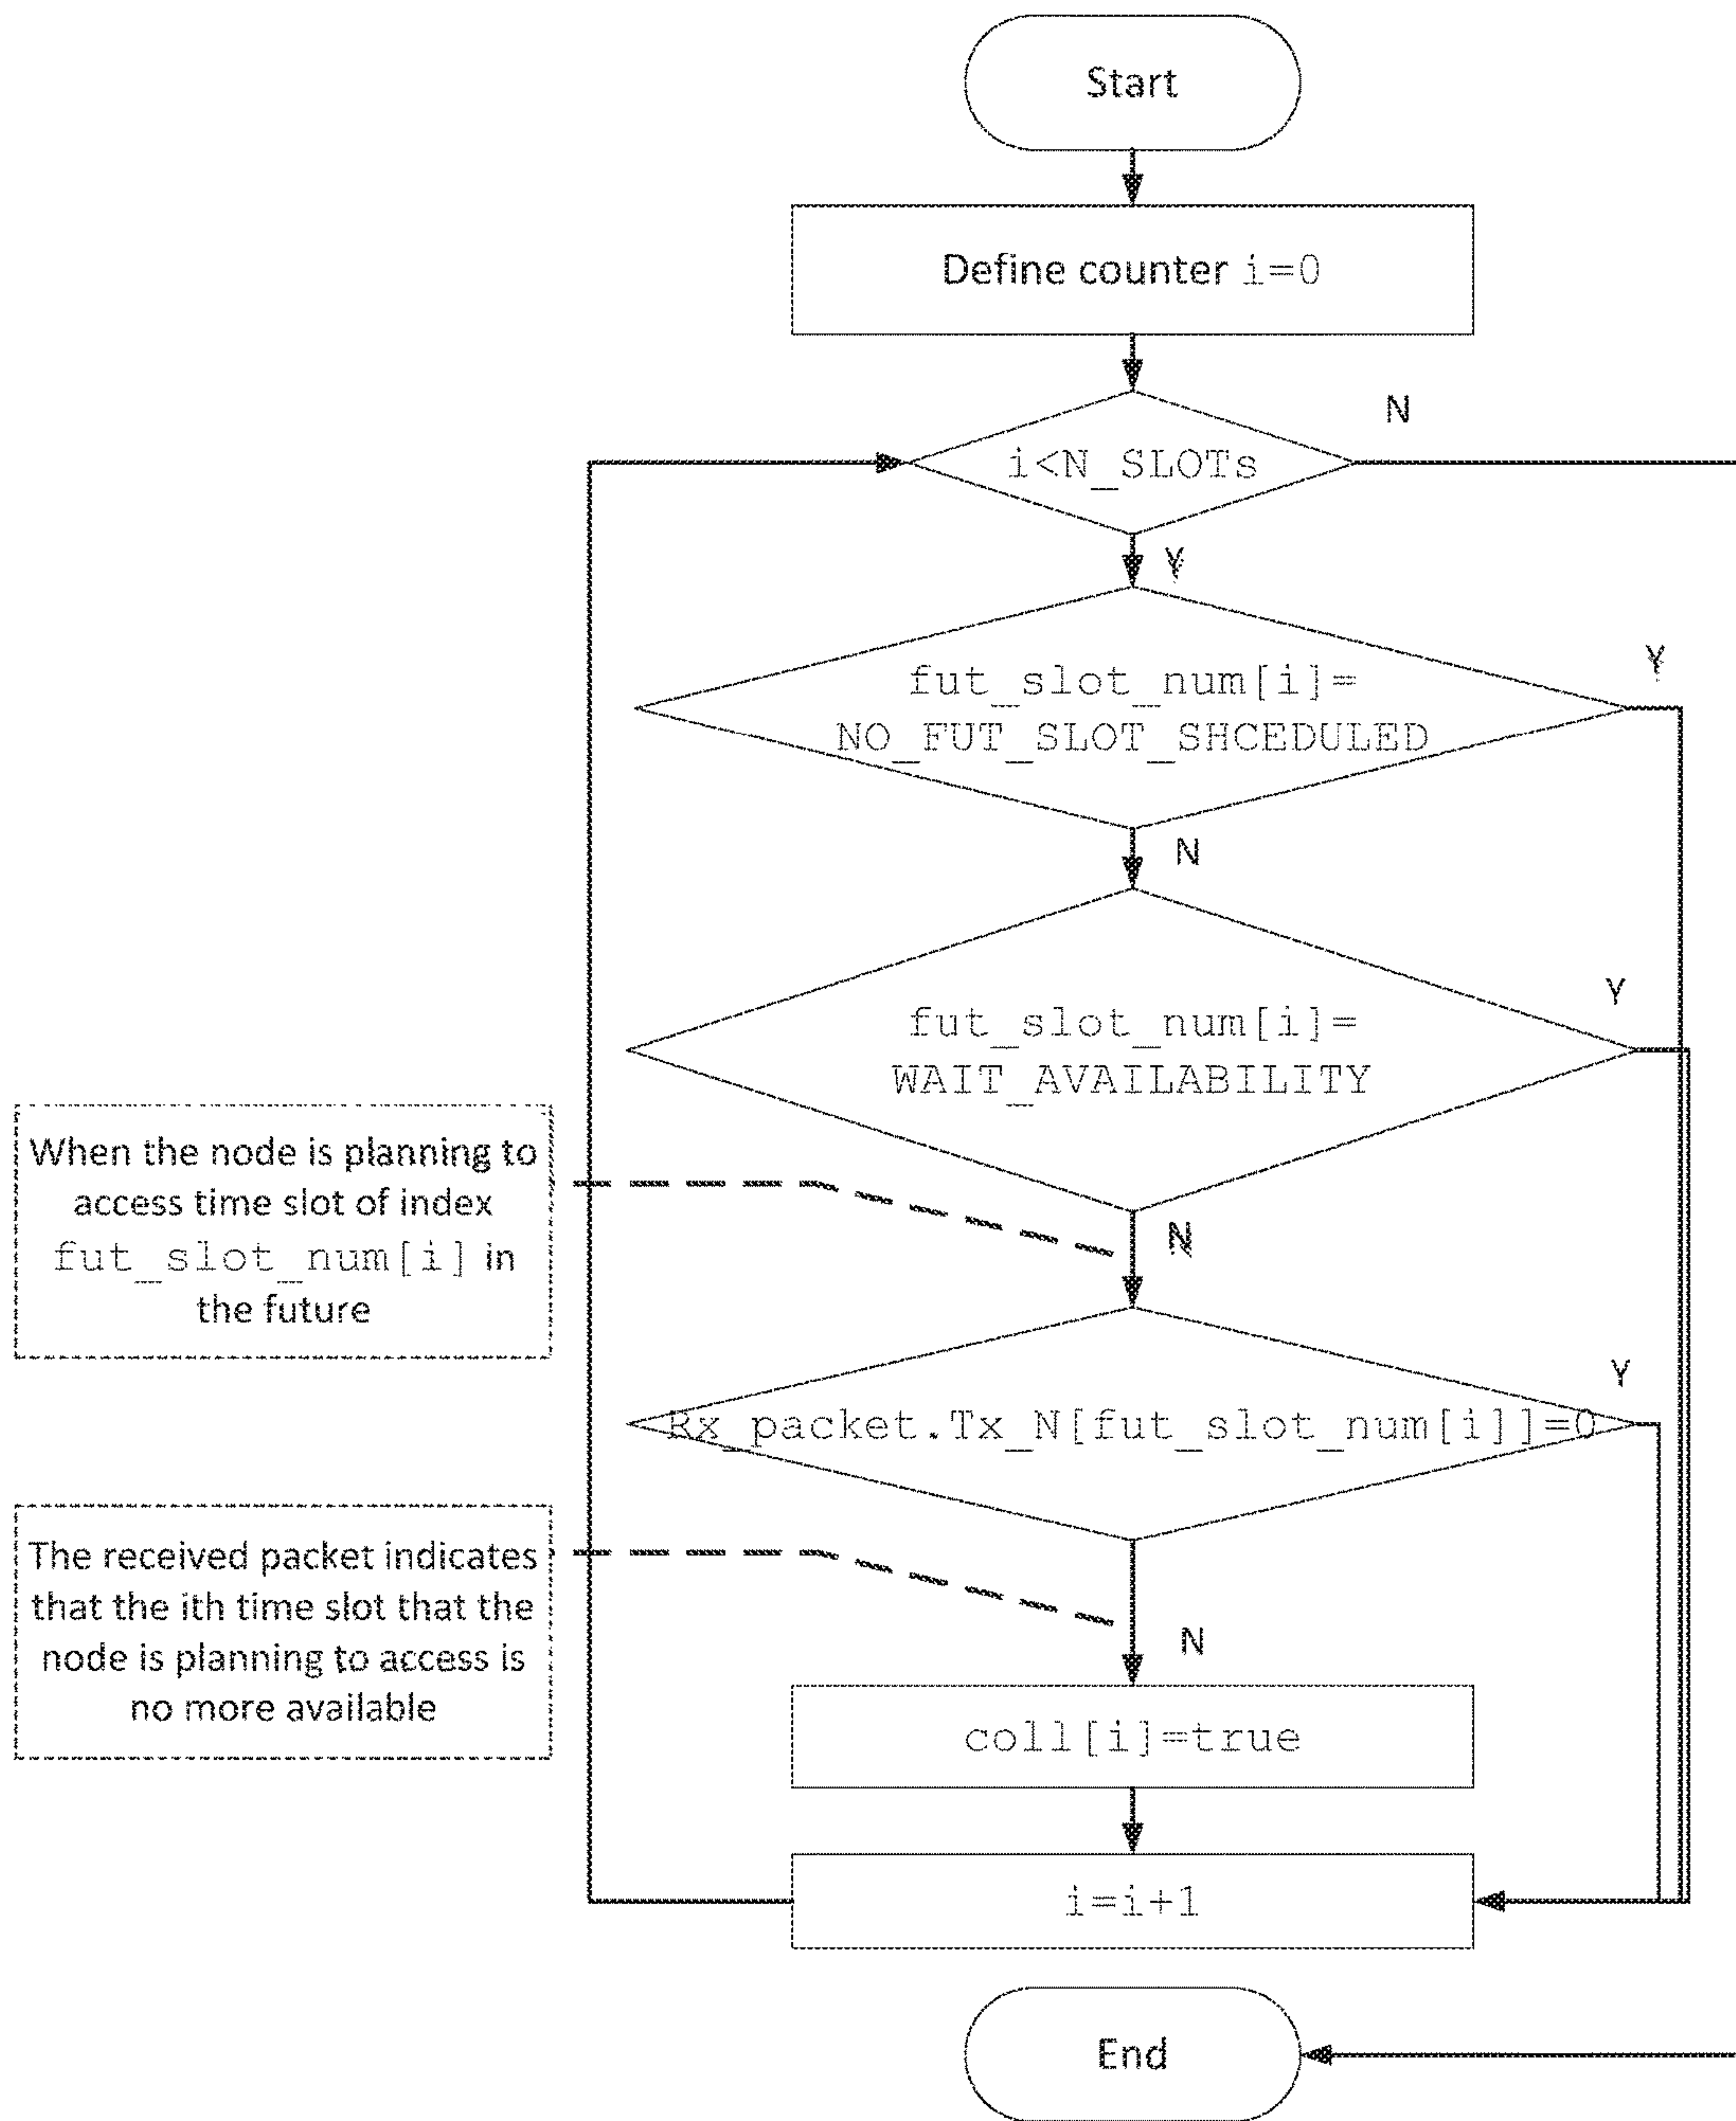 Start
Define counter i=0
i<N_SLOTs
N
Y
fut_slot_num[i]=
NO_FUT_SLOT_SHCEDULED
Y
N
fut_slot_num[i]=
WAIT_AVAILABILITY
Y
When the node is planning to
access time slot of index
fut_slot_num[i] in
the future
N
Rx_packet.Tx_N[fut_slot_num[i]]=0
Y
The received packet indicates
that the ith time slot that the
node is planning to access is
no more available
N
coll[i]=true
i=i+1
End